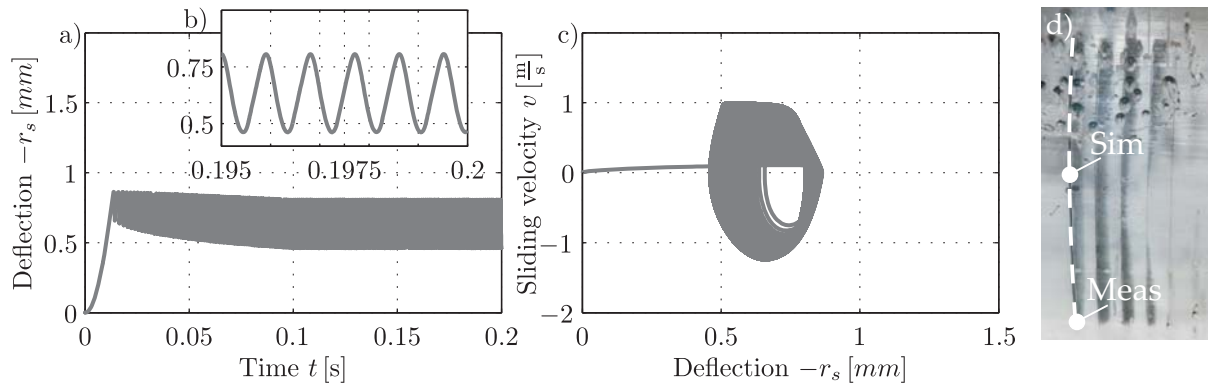 a)
Deflection −r_s [mm]
2
1.5
1
0.5
0
0
0.05
0.1
0.15
0.2
Time t [s]
b)
0.75
0.5
0.195
0.1975
0.2
c)
Sliding velocity v [m/s]
1
0
−1
−2
0
0.5
1
1.5
Deflection −r_s [mm]
d)
Sim
Meas